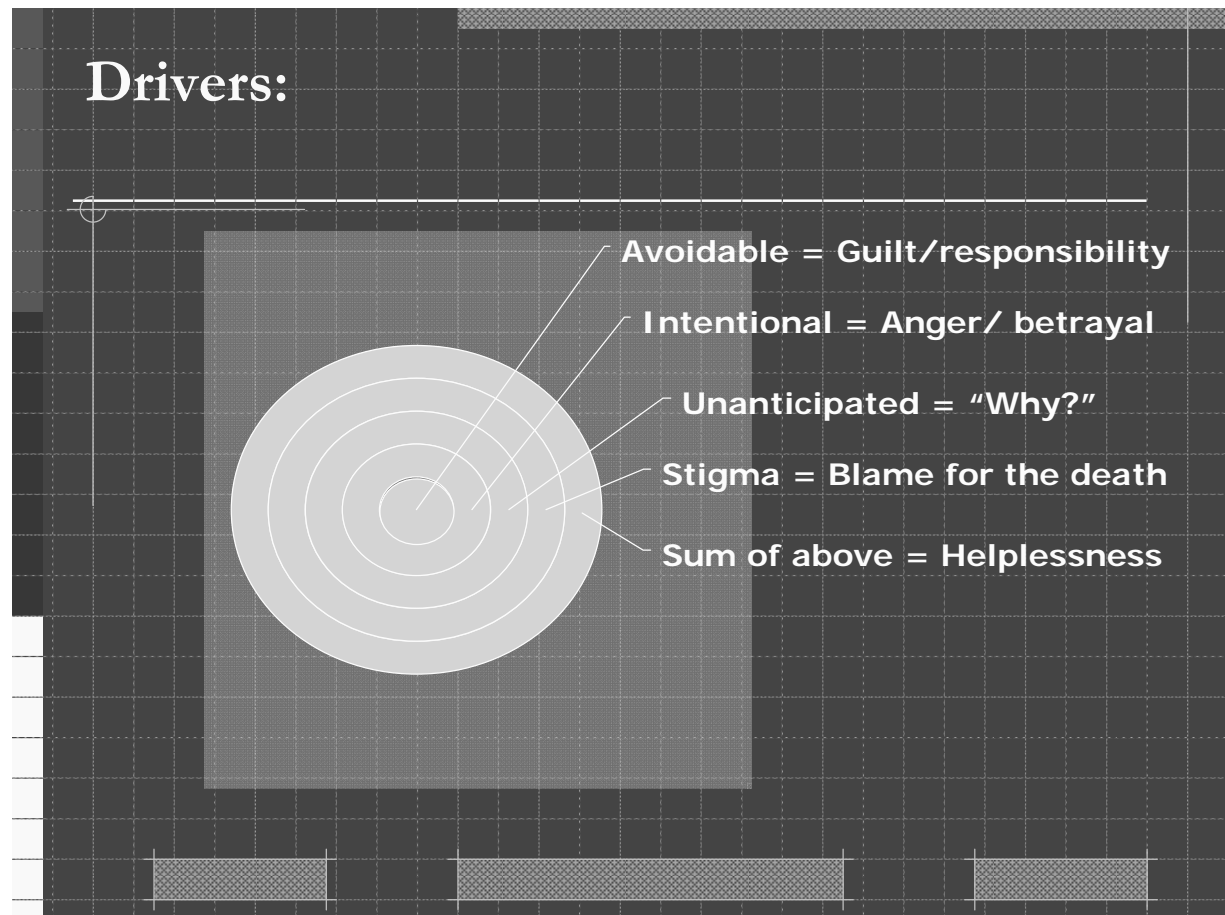 Drivers:
Avoidable = Guilt/responsibility
Intentional = Anger/ betrayal
Unanticipated = “Why?”
Stigma = Blame for the death
Sum of above = Helplessness